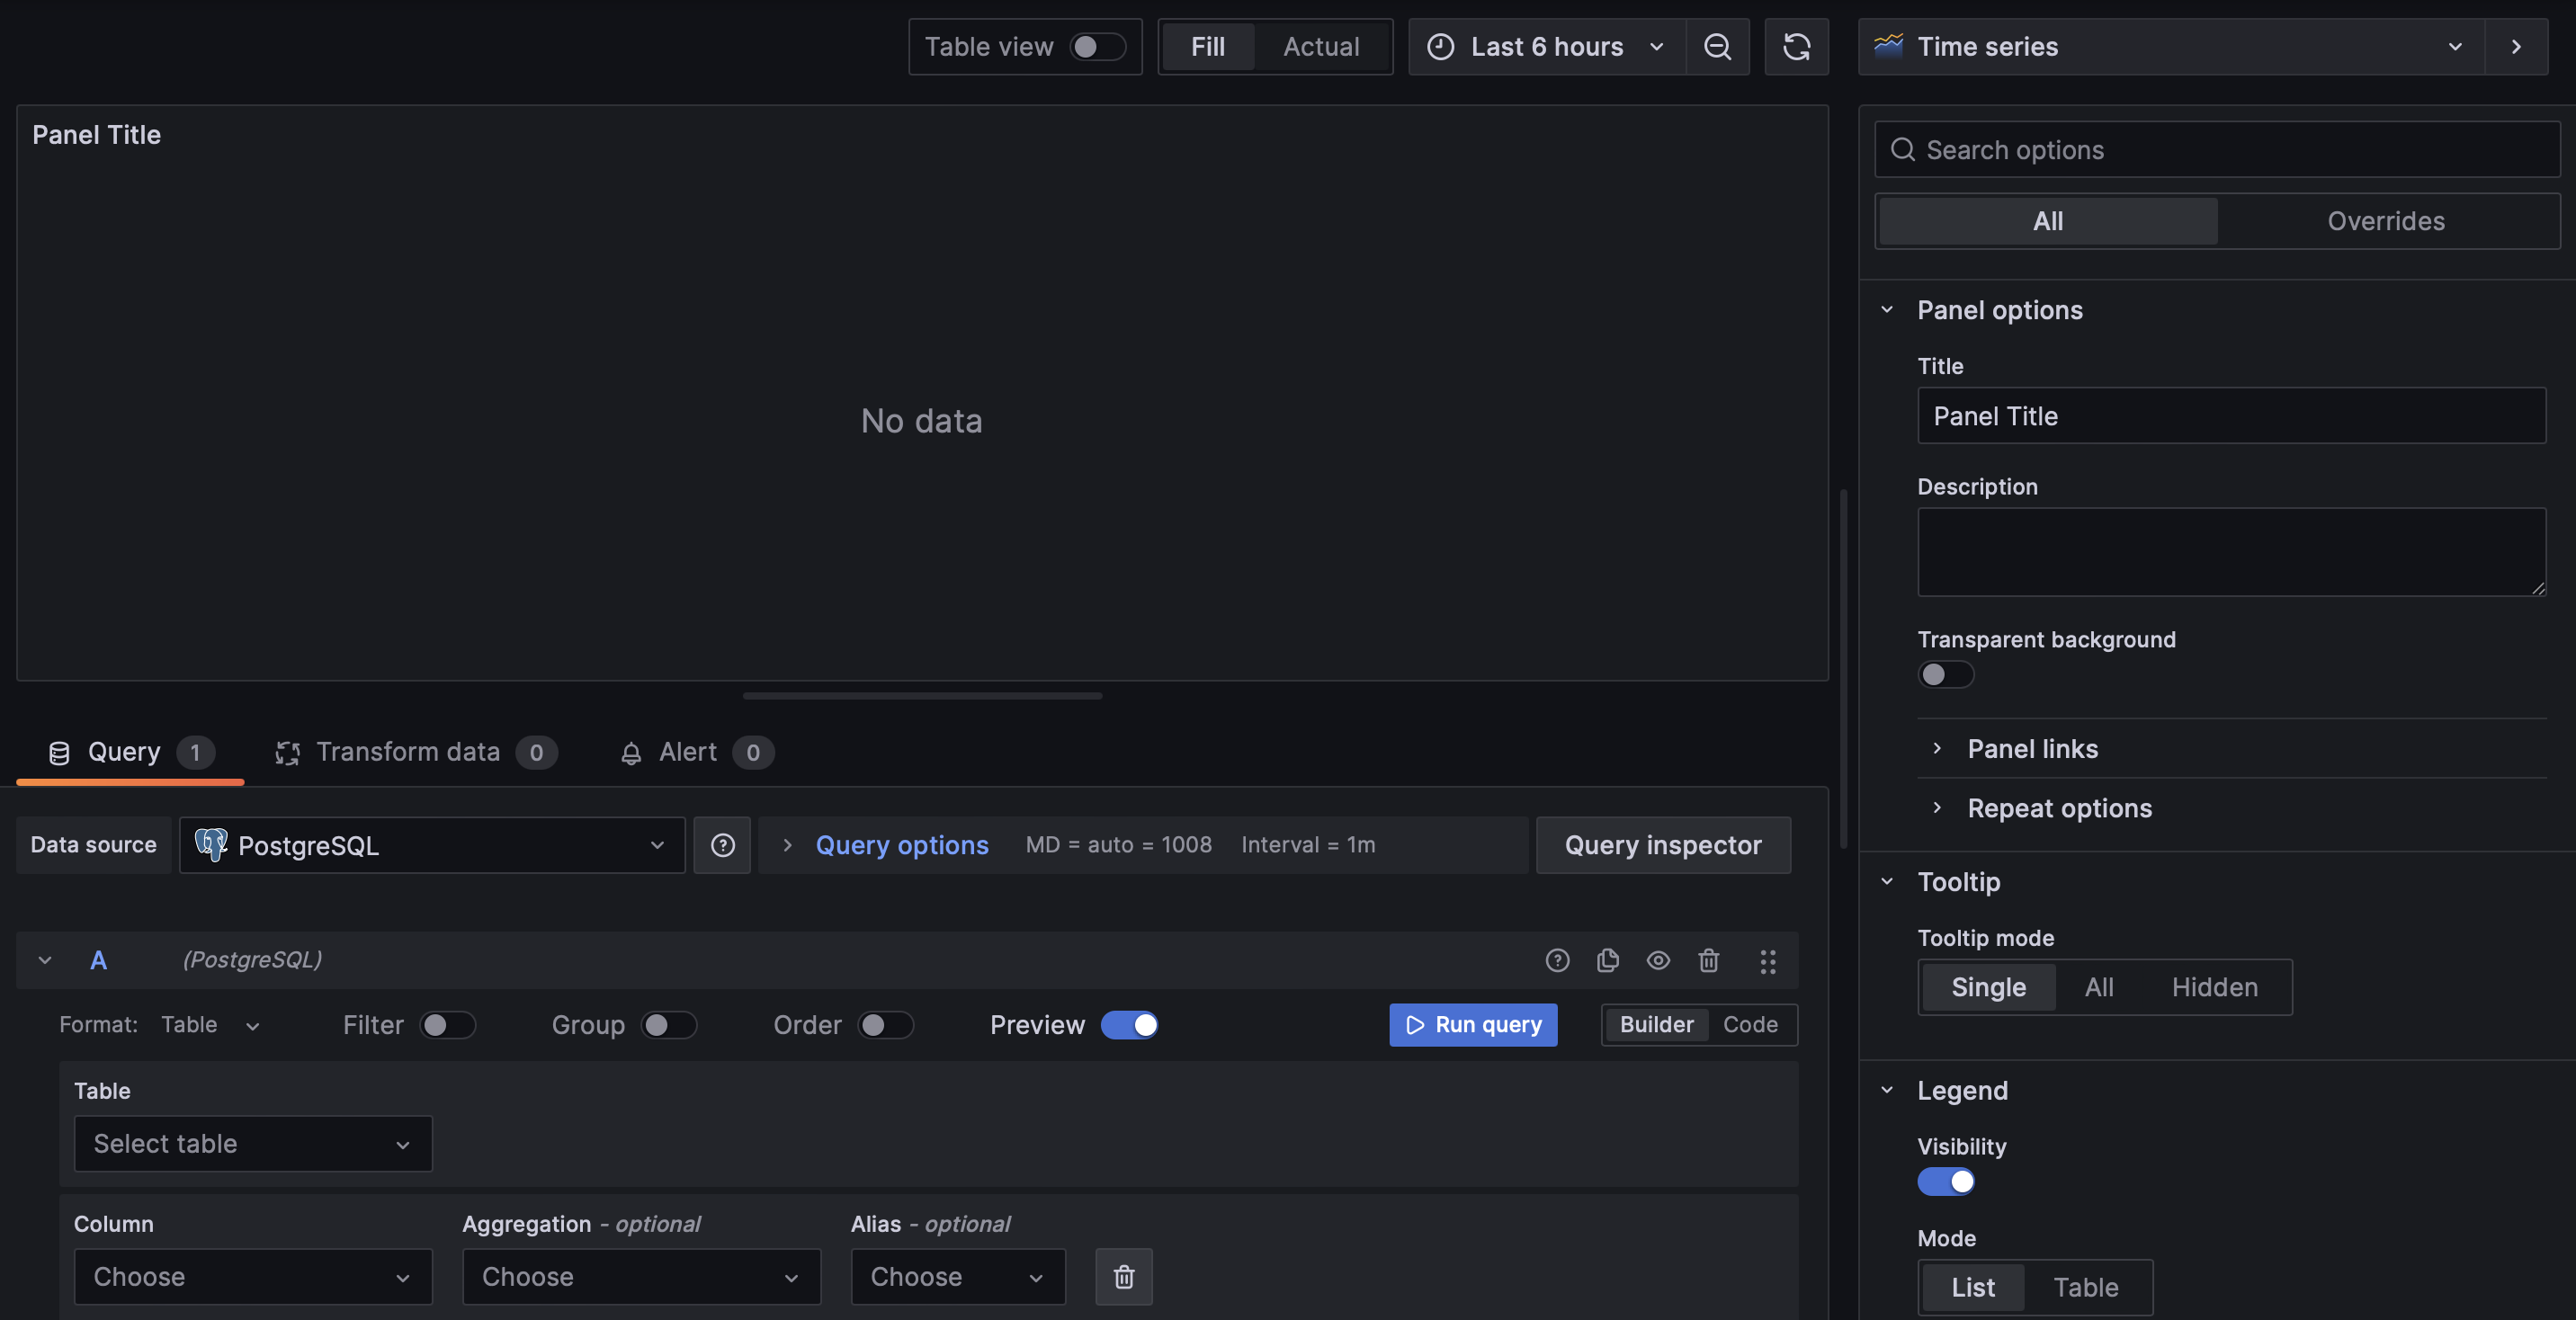 Table view
Fill Actual
Last 6 hours
Time series
Panel Title
No data
Search options
All Overrides
Panel options
Title
Panel Title
Description
Transparent background
Panel links
Repeat options
Tooltip
Tooltip mode
Single All Hidden
Legend
Visibility
Mode
List Table
Query 1 Transform data 0 Alert 0
Data source PostgreSQL Query options MD = auto = 1008 Interval = 1m Query inspector
A (PostgreSQL)
Format: Table Filter Group Order Preview Run query Builder Code
Table
Select table
Column Aggregation - optional Alias - optional
Choose Choose Choose